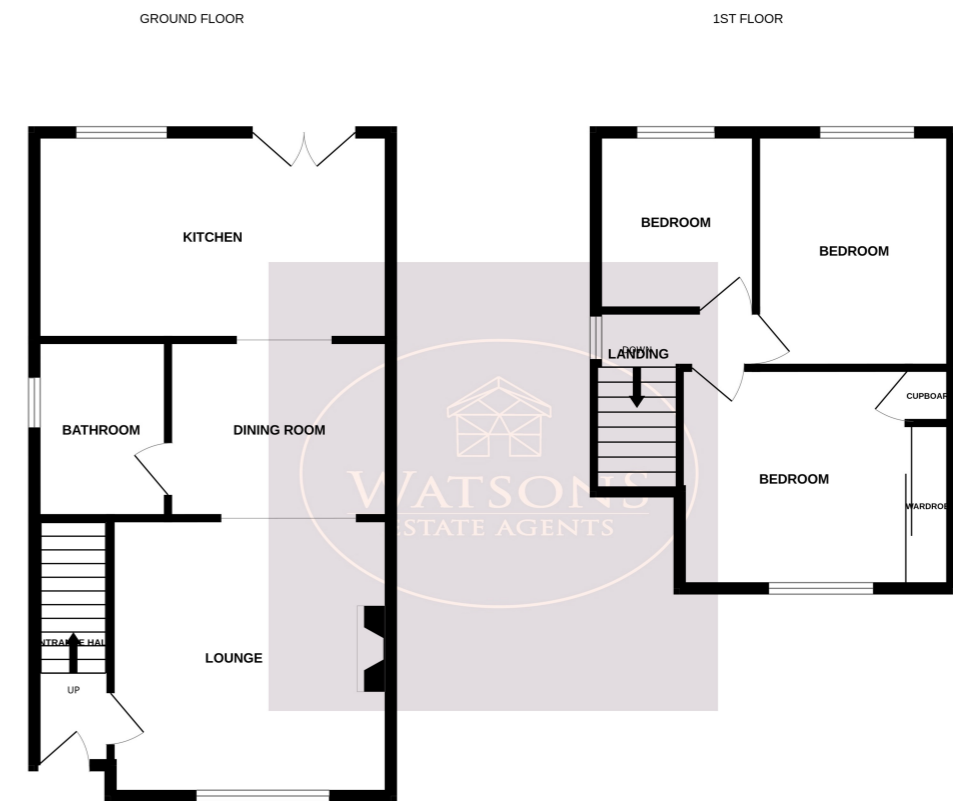 GROUND FLOOR
1ST FLOOR
KITCHEN
BATHROOM
DINING ROOM
NTRANCE HAL
UP
LOUNGE
BEDROOM
BEDROOM
DOWN
LANDING
CUPBOAR
BEDROOM
WARDROB
WATSONS
ESTATE AGENTS